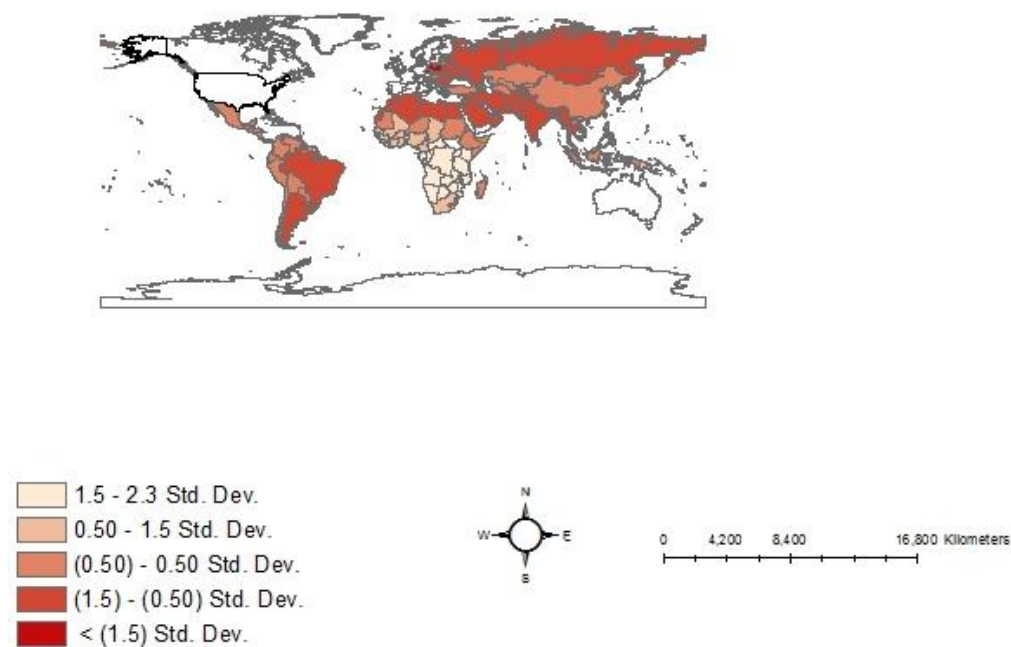 1.5 - 2.3 Std. Dev.
0.50 - 1.5 Std. Dev.
(0.50) - 0.50 Std. Dev.
(1.5) - (0.50) Std. Dev.
< (1.5) Std. Dev.
N
W E
S
0 4,200 8,400 16,800 Kilometers